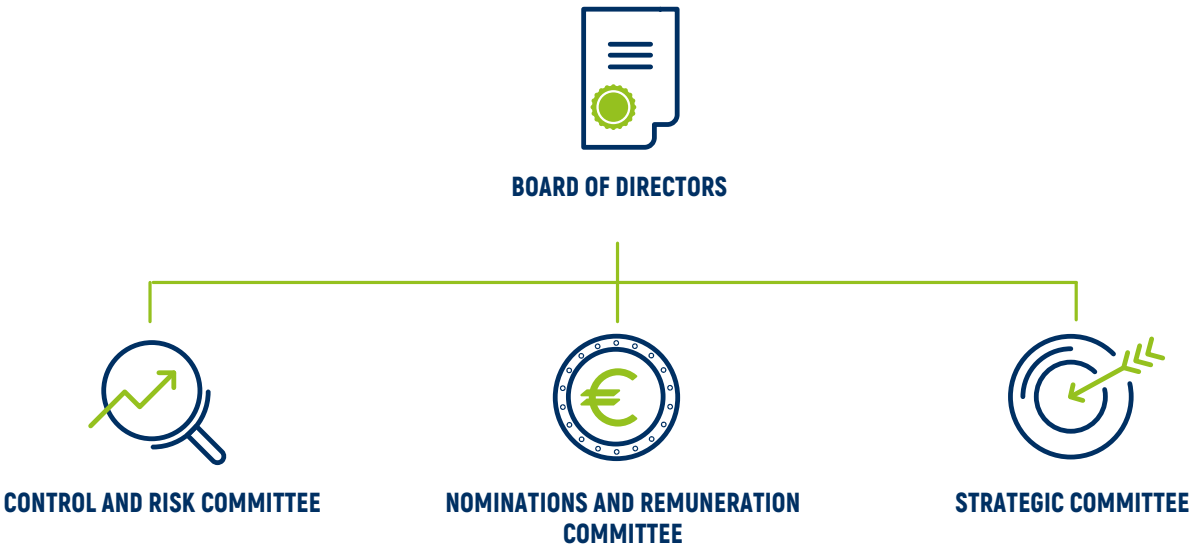 BOARD OF DIRECTORS
CONTROL AND RISK COMMITTEE
NOMINATIONS AND REMUNERATION
COMMITTEE
STRATEGIC COMMITTEE